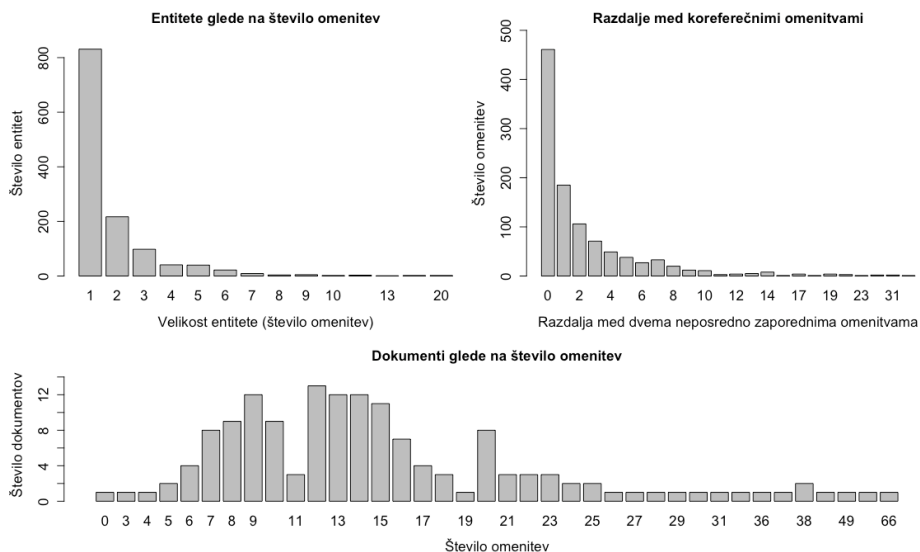 Entitete glede na število omenitev
Število entitet
0
200
400
600
800
1 2 3 4 5 6 7 8 9 10 13 20
Velikost entitete (število omenitev)
Razdalje med koreferečnimi omenitvami
Število omenitev
0
100
200
300
400
500
0 2 4 6 8 10 12 14 17 19 23 31
Razdalja med dvema neposredno zaporednima omenitvama
Dokumenti glede na število omenitev
Število dokumentov
0
4
8
12
0 3 4 5 6 7 8 9 11 13 15 17 19 21 23 25 27 29 31 36 38 49 66
Število omenitev